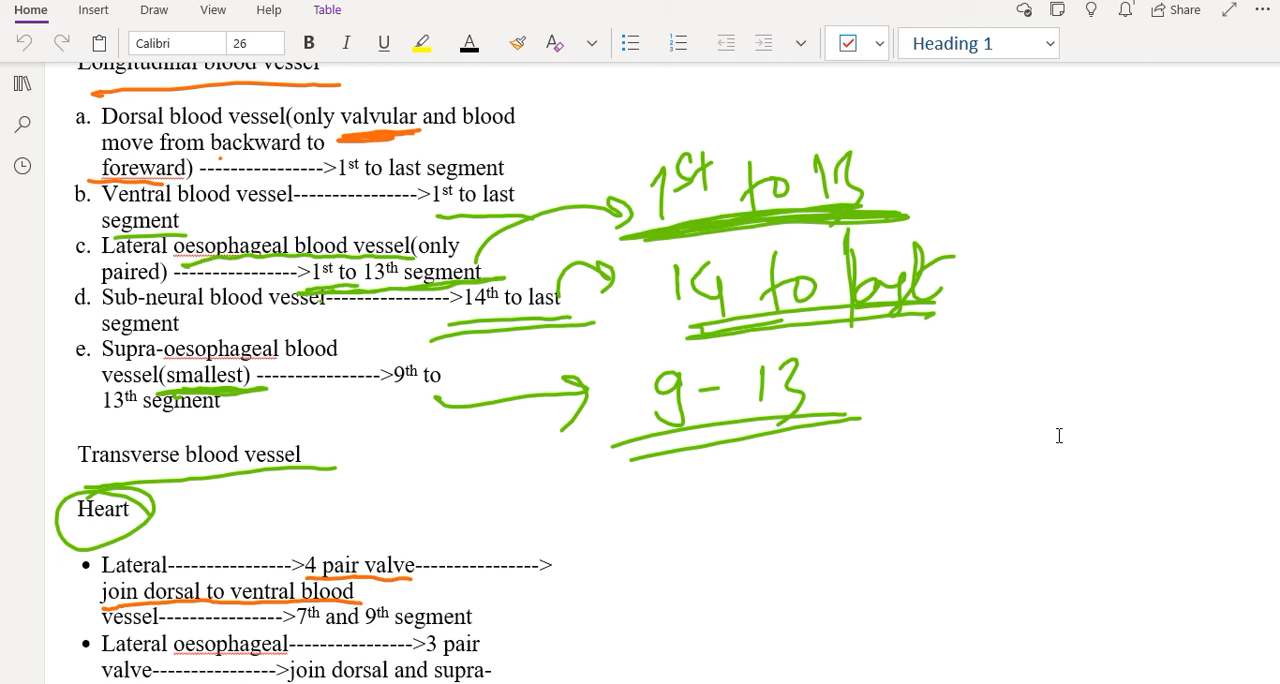 Home Insert Draw View Help Table Share
Calibri 26 B I U A A Heading 1
Longitudinal blood vessel
a. Dorsal blood vessel(only valvular and blood
move from backward to
foreward) ---------------->1st to last segment
1st to 13
b. Ventral blood vessel---------------->1st to last
segment
c. Lateral oesophageal blood vessel(only
paired) ---------------->1st to 13th segment
14 to last
d. Sub-neural blood vessel---------------->14th to last
segment
e. Supra-oesophageal blood
vessel(smallest) ---------------->9th to
13th segment
9 - 13
Transverse blood vessel
Heart
• Lateral---------------->4 pair valve---------------->
join dorsal to ventral blood
vessel---------------->7th and 9th segment
• Lateral oesophageal---------------->3 pair
valve---------------->join dorsal and supra-